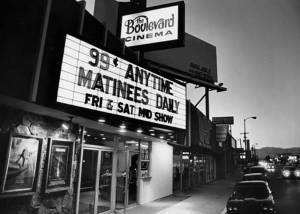 the
Boulevard
CINEMA
99¢ ANYTIME
MATINEES DAILY
FRI & SAT. MID SHOW